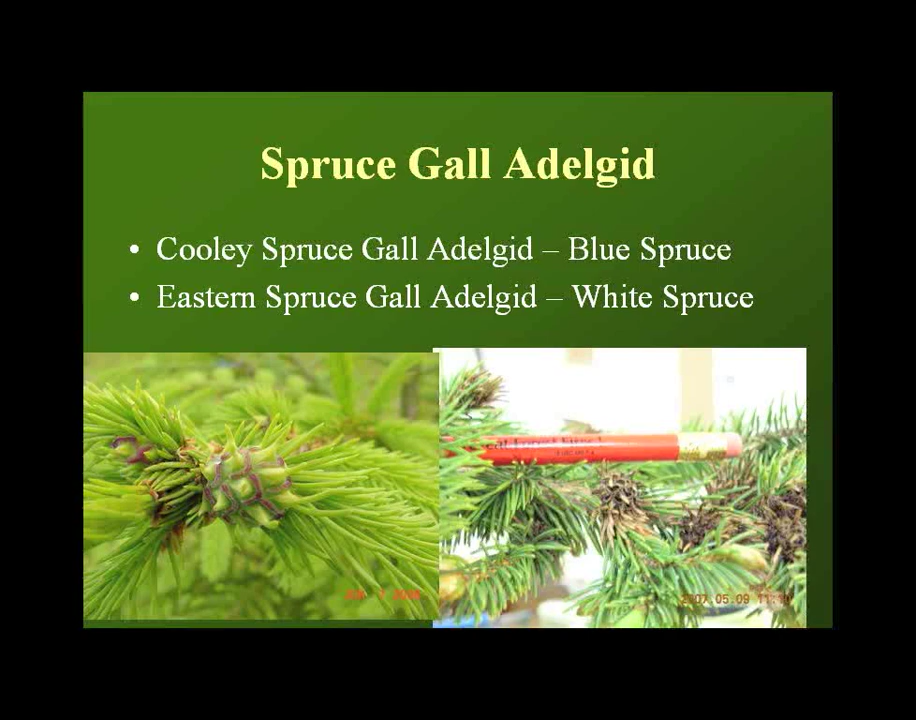 Spruce Gall Adelgid
• Cooley Spruce Gall Adelgid – Blue Spruce
• Eastern Spruce Gall Adelgid – White Spruce
2007 05.09